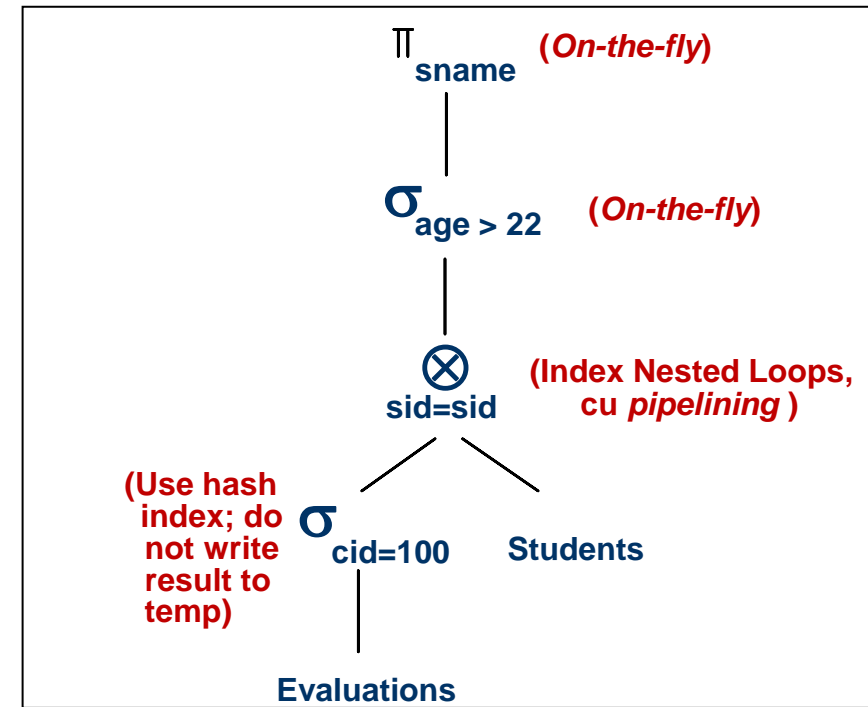 π sname (On-the-fly)
σ age > 22 (On-the-fly)
⊗
sid=sid
(Index Nested Loops,
cu pipelining )
(Use hash
index; do
not write
result to
temp)
σ cid=100
Students
Evaluations